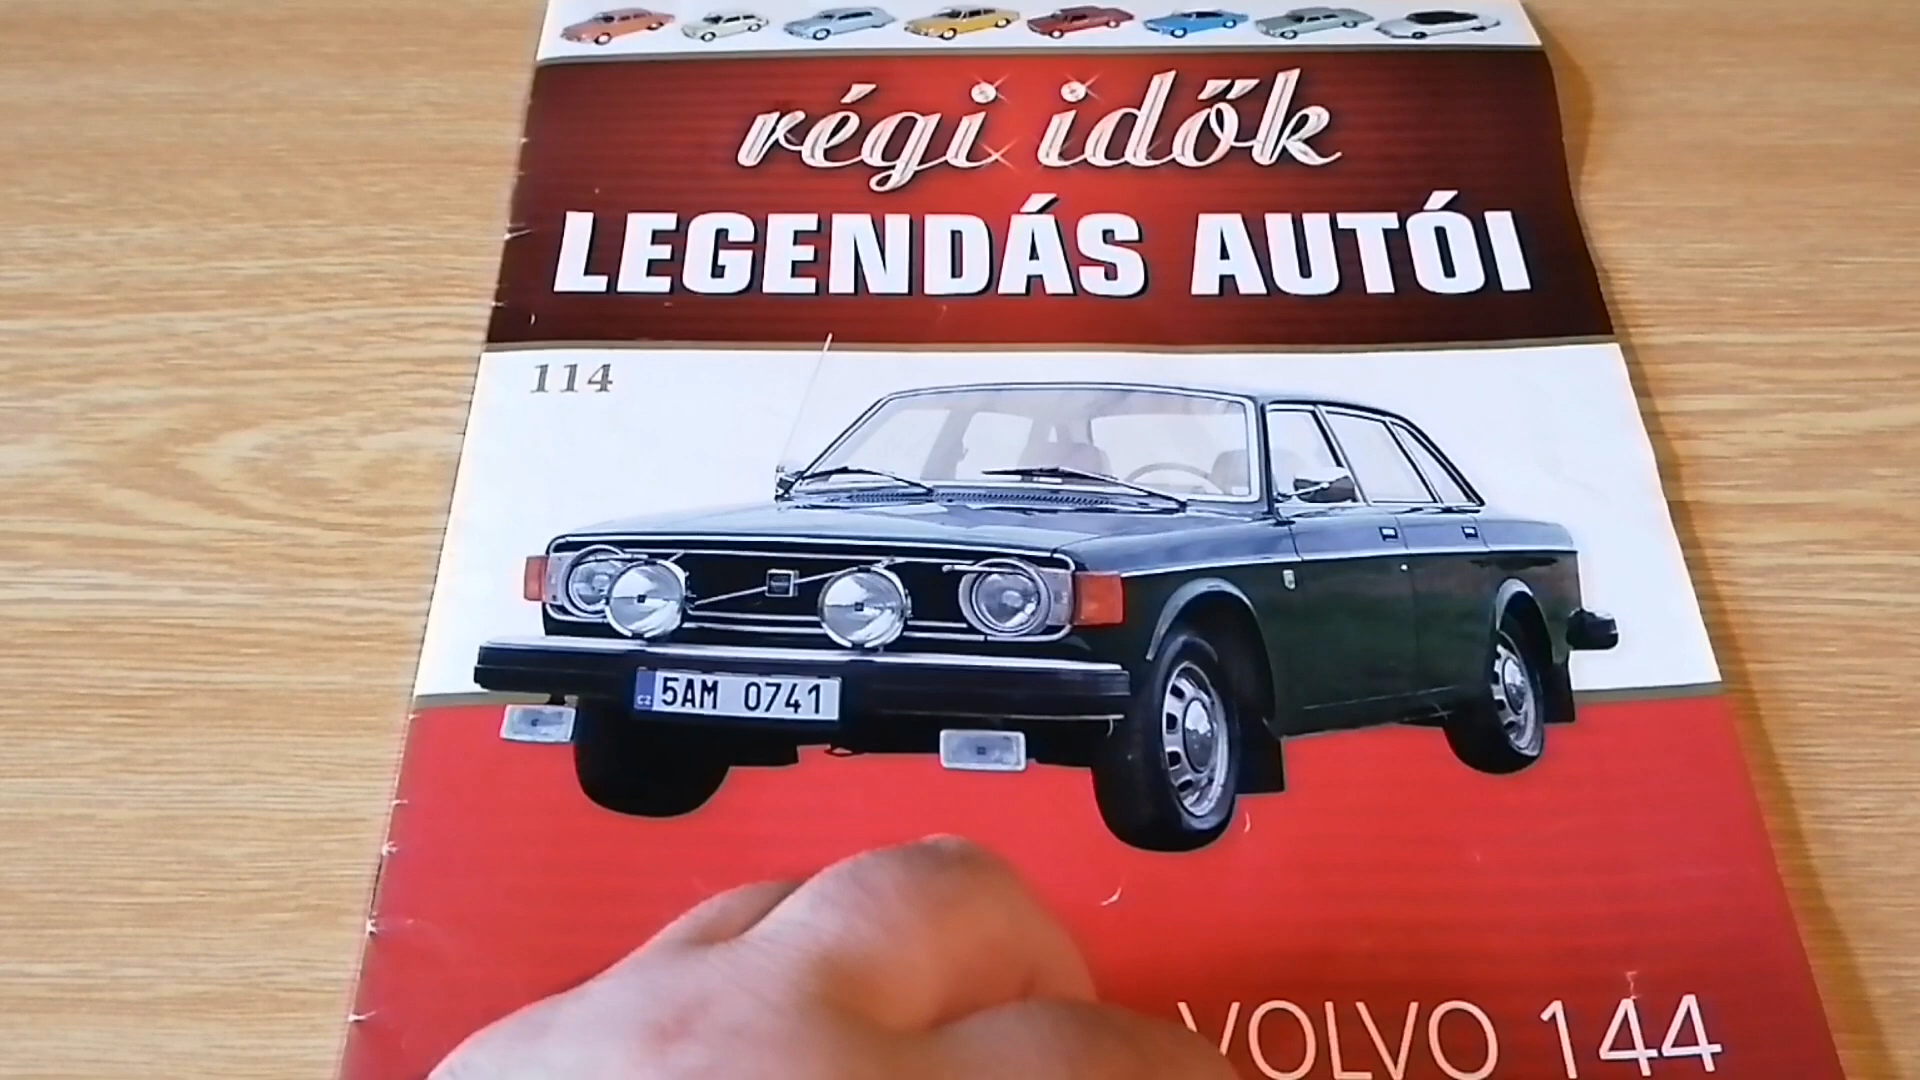 régi idők
LEGENDÁS AUTÓI
114
CZ
5AM 0741
VOLVO 144